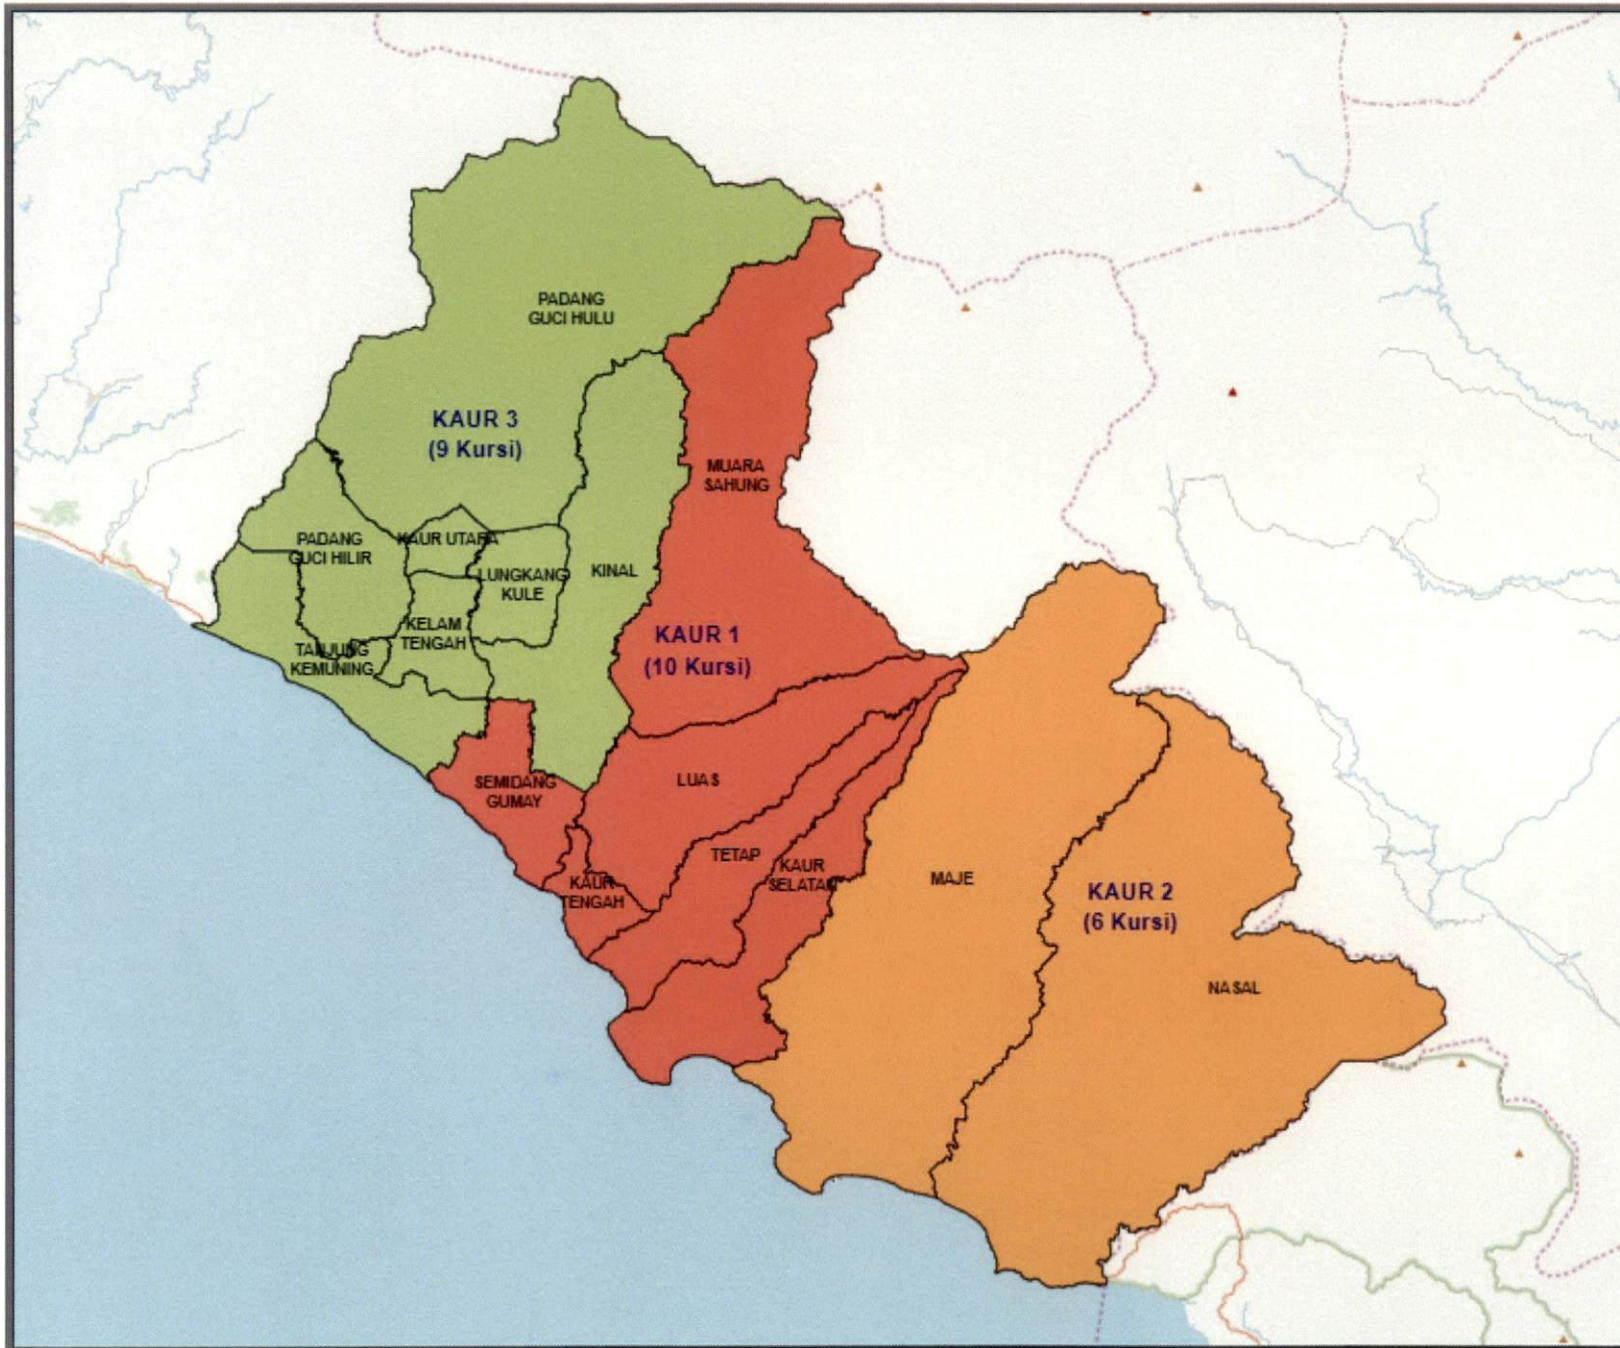 PADANG
GUCI HULU
KAUR 3
(9 Kursi)
MUARA
SAHUNG
PADANG
GUCI HILIR
KAUR UTARA
LUNGKANG
KULE
KINAL
KELAM
TENGAH
TANJUNG
KEMUNING
KAUR 1
(10 Kursi)
SEMIDANG
GUMAY
LUAS
TETAP
KAUR
SELATAN
KAUR
TENGAH
MAJE
KAUR 2
(6 Kursi)
NASAL